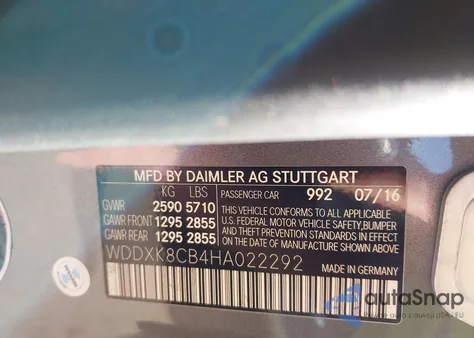 MFD BY DAIMLER AG STUTTGART
KG LBS PASSENGER CAR 992 07/16
GVWR 2590 5710 THIS VEHICLE CONFORMS TO ALL APPLICABLE
GAWR FRONT 1295 2855 U.S. FEDERAL MOTOR VEHICLE SAFETY, BUMPER
AND THEFT PREVENTION STANDARDS IN
GAWR REAR 1295 2855 EFFECT ON THE DATE OF MANUFACTURE
SHOWN ABOVE
WDDXK8CB4HA022292
MADE IN GERMANY
autaSnap